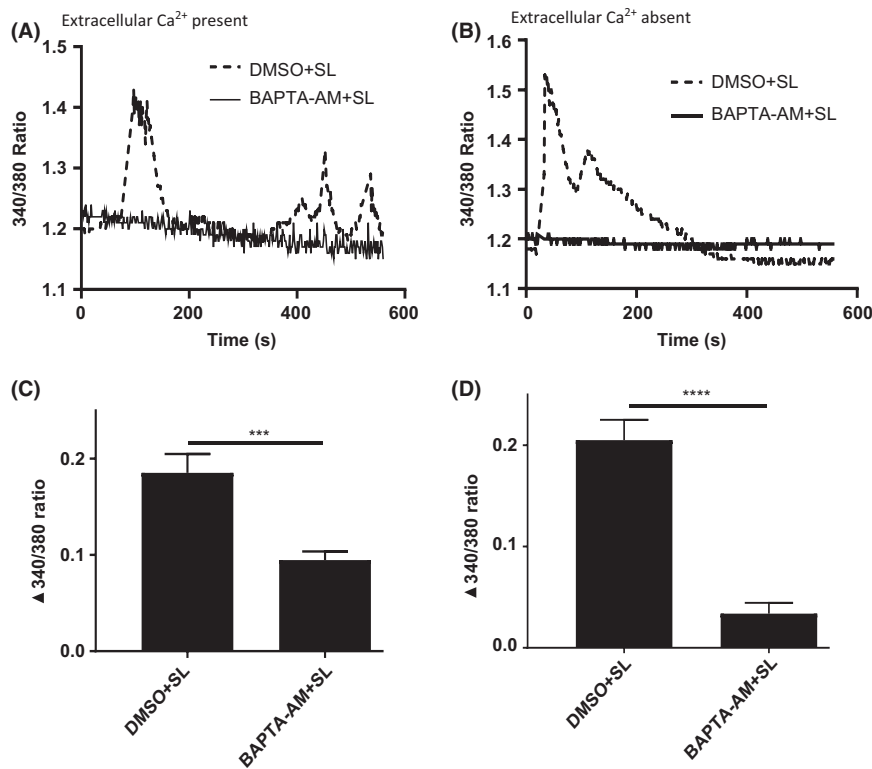 (A) Extracellular Ca²⁺ present
1.5
1.4
1.3
1.2
1.1
340/380 Ratio
DMSO+SL
BAPTA-AM+SL
0 200 400 600
Time (s)
(B) Extracellular Ca²⁺ absent
1.6
1.5
1.4
1.3
1.2
1.1
340/380 Ratio
DMSO+SL
BAPTA-AM+SL
0 200 400 600
Time (s)
(C)
***
0.2
0.1
0.0
▲340/380 ratio
DMSO+SL
BAPTA-AM+SL
(D)
****
0.2
0.1
0.0
▲340/380 ratio
DMSO+SL
BAPTA-AM+SL